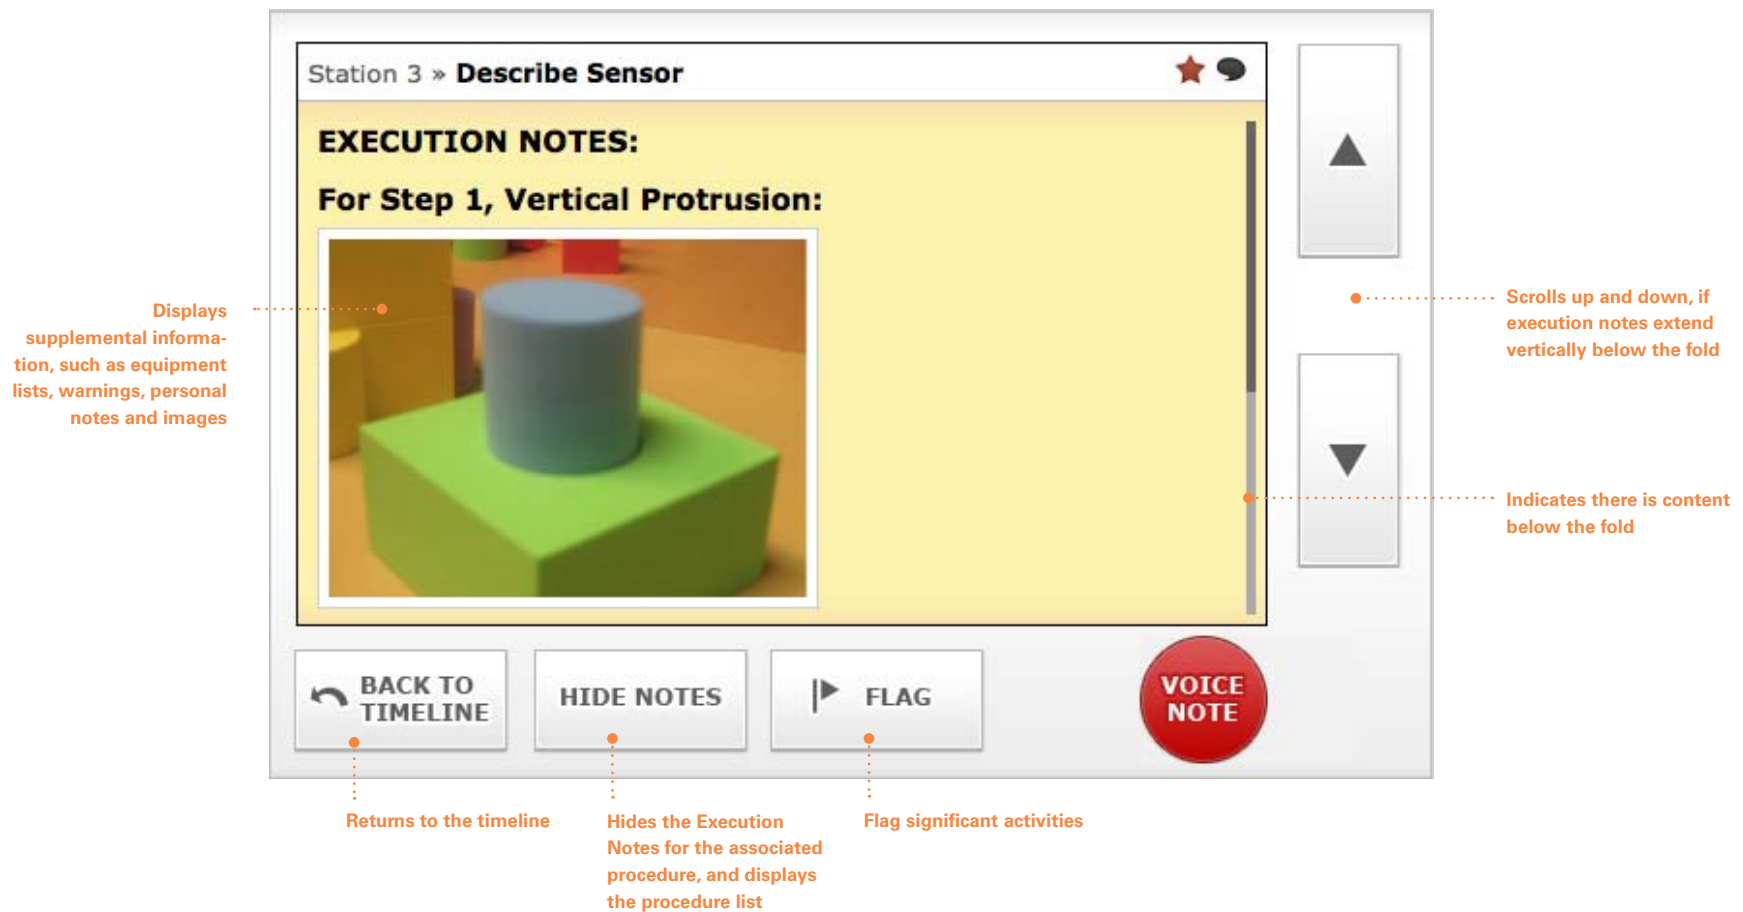 Station 3 » Describe Sensor
EXECUTION NOTES:
For Step 1, Vertical Protrusion:
Displays
supplemental informa-
tion, such as equipment
lists, warnings, personal
notes and images
Scrolls up and down, if
execution notes extend
vertically below the fold
Indicates there is content
below the fold
BACK TO
TIMELINE
HIDE NOTES
FLAG
VOICE
NOTE
Returns to the timeline
Hides the Execution
Notes for the associated
procedure, and displays
the procedure list
Flag significant activities